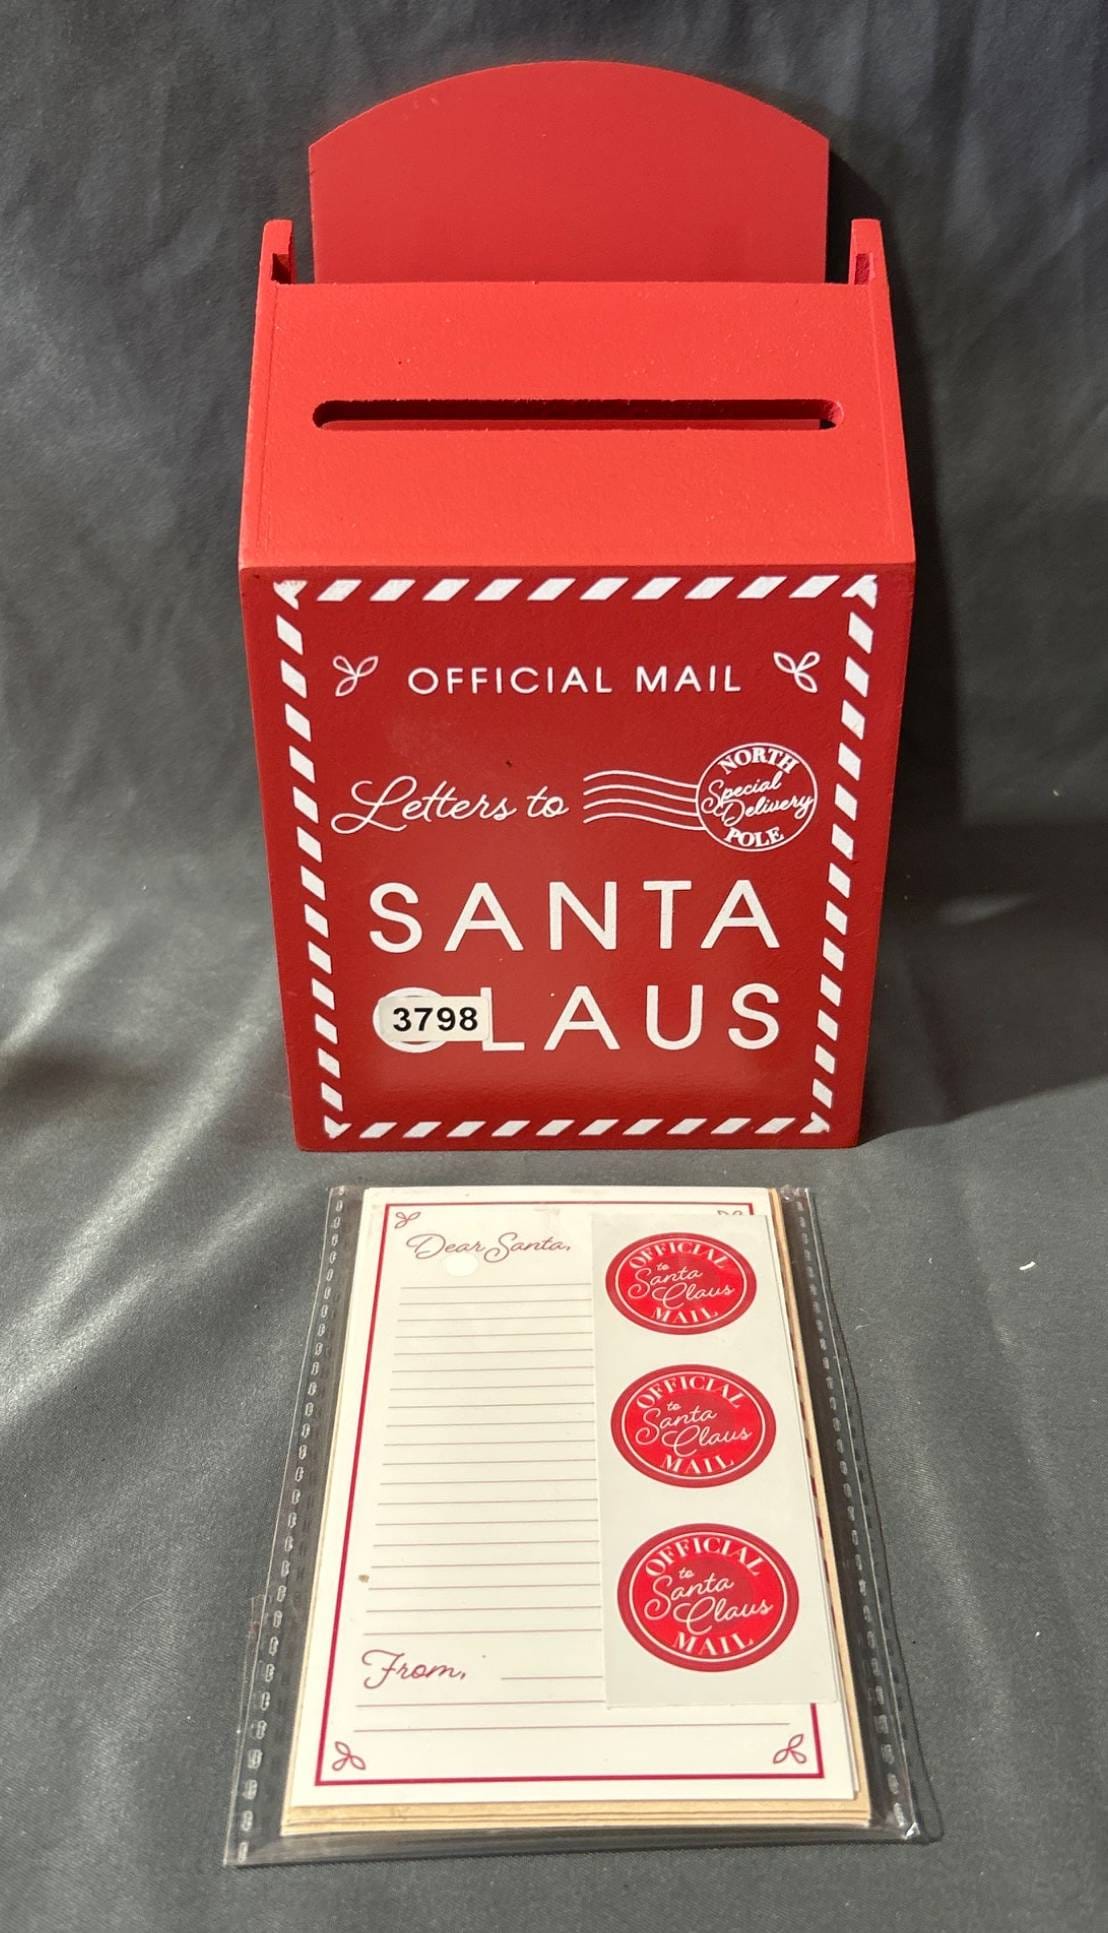 OFFICIAL MAIL
Letters to
NORTH
Special
Delivery
POLE
SANTA
3798 LAUS
Dear Santa,
OFFICIAL
to
Santa
Claus
MAIL
OFFICIAL
to
Santa
Claus
MAIL
OFFICIAL
to
Santa
Claus
MAIL
From,